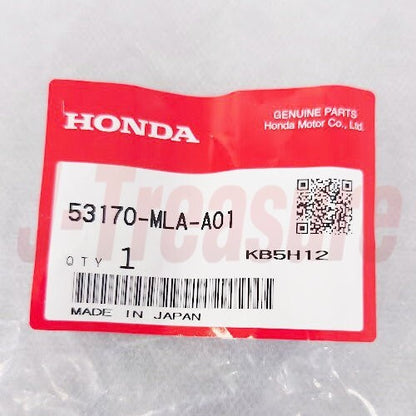 HONDA
GENUINE PARTS
Honda Motor Co., Ltd.
J-Treasure
53170-MLA-A01
QTY 1
KB5H12
MADE IN JAPAN